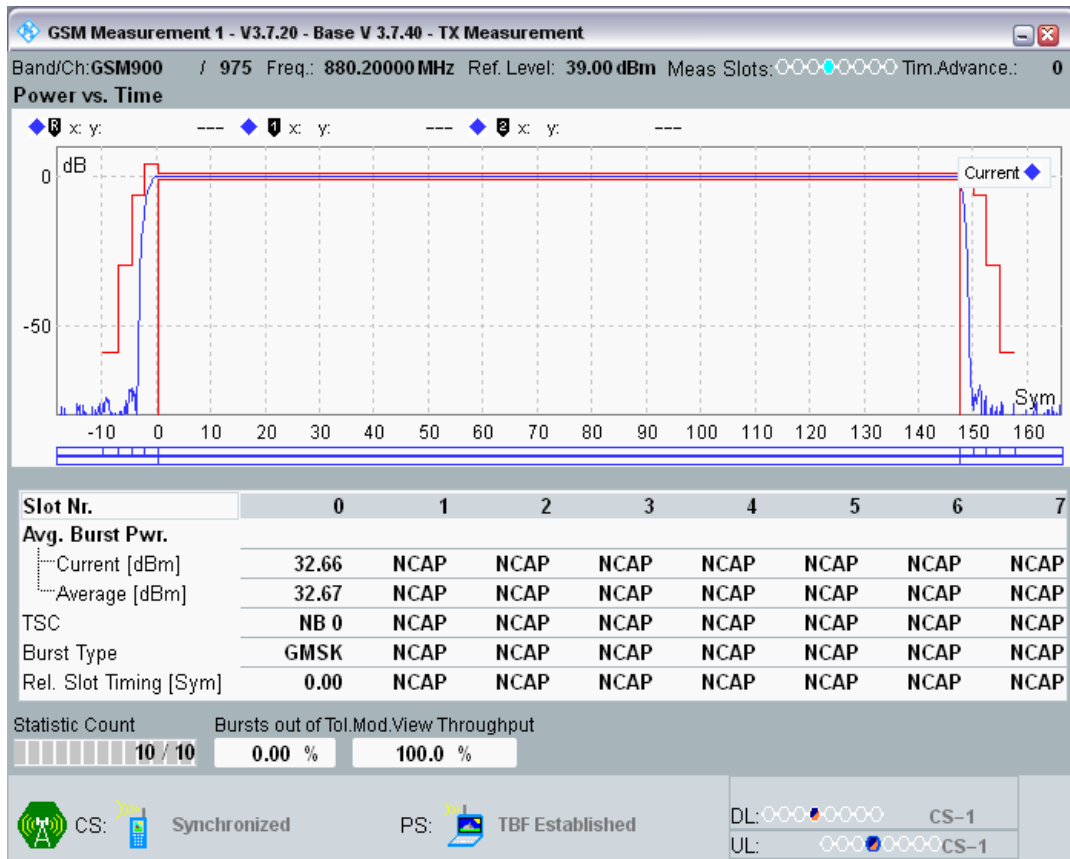 GSM Measurement 1 - V3.7.20 - Base V 3.7.40 - TX Measurement
Band/Ch:GSM900 / 975 Freq.: 880.20000 MHz Ref. Level: 39.00 dBm Meas Slots: Tim.Advance.: 0
Power vs. Time
R x: y: --- 1 x: y: --- 2 x: y: ---
dB
Current
0
-50
Sym
-10 0 10 20 30 40 50 60 70 80 90 100 110 120 130 140 150 160
Slot Nr. 0 1 2 3 4 5 6 7
Avg. Burst Pwr.
Current [dBm] 32.66 NCAP NCAP NCAP NCAP NCAP NCAP NCAP
Average [dBm] 32.67 NCAP NCAP NCAP NCAP NCAP NCAP NCAP
TSC NB 0 NCAP NCAP NCAP NCAP NCAP NCAP NCAP
Burst Type GMSK NCAP NCAP NCAP NCAP NCAP NCAP NCAP
Rel. Slot Timing [Sym] 0.00 NCAP NCAP NCAP NCAP NCAP NCAP NCAP
Statistic Count Bursts out of Tol.Mod.View Throughput
10 / 10 0.00 % 100.0 %
CS: Synchronized PS: TBF Established DL: CS-1
UL: CS-1